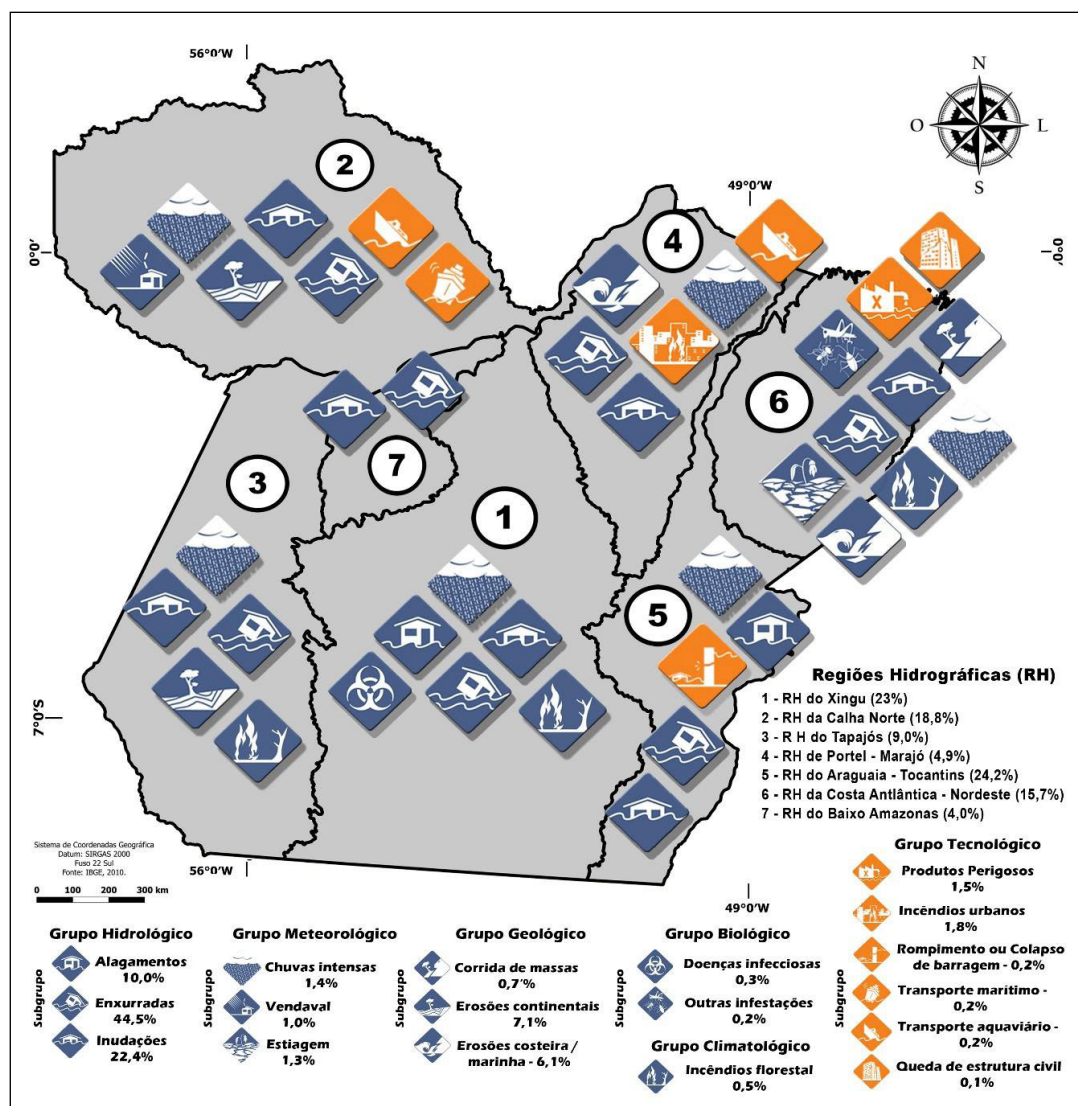 56°0'W
N
O
L
S
2
49°0'W
0°0'
4
0°0'
6
7
3
1
5
7°0'S
Regiões Hidrográficas (RH)
1 - RH do Xingu (23%)
2 - RH da Calha Norte (18,8%)
3 - R H do Tapajós (9,0%)
4 - RH de Portel - Marajó (4,9%)
5 - RH do Araguaia - Tocantins (24,2%)
6 - RH da Costa Antlântica - Nordeste (15,7%)
7 - RH do Baixo Amazonas (4,0%)
Sistema de Coordenadas Geográfica
Datum: SIRGAS 2000
Fuso 22 Sul
Fonte: IBGE, 2010.
0 100 200 300 km
56°0'W
49°0'W
Grupo Hidrológico
Subgrupo
Alagamentos
10,0%
Enxurradas
44,5%
Inudações
22,4%
Grupo Meteorológico
Subgrupo
Chuvas intensas
1,4%
Vendaval
1,0%
Estiagem
1,3%
Grupo Geológico
Subgrupo
Corrida de massas
0,7%
Erosões continentais
7,1%
Erosões costeira /
marinha - 6,1%
Grupo Biológico
Subgrupo
Doenças infecciosas
0,3%
Outras infestações
0,2%
Grupo Climatológico
Incêndios florestal
0,5%
Grupo Tecnológico
Subgrupo
Produtos Perigosos
1,5%
Incêndios urbanos
1,8%
Rompimento ou Colapso
de barragem - 0,2%
Transporte marítimo -
0,2%
Transporte aquaviário -
0,2%
Queda de estrutura civil
0,1%